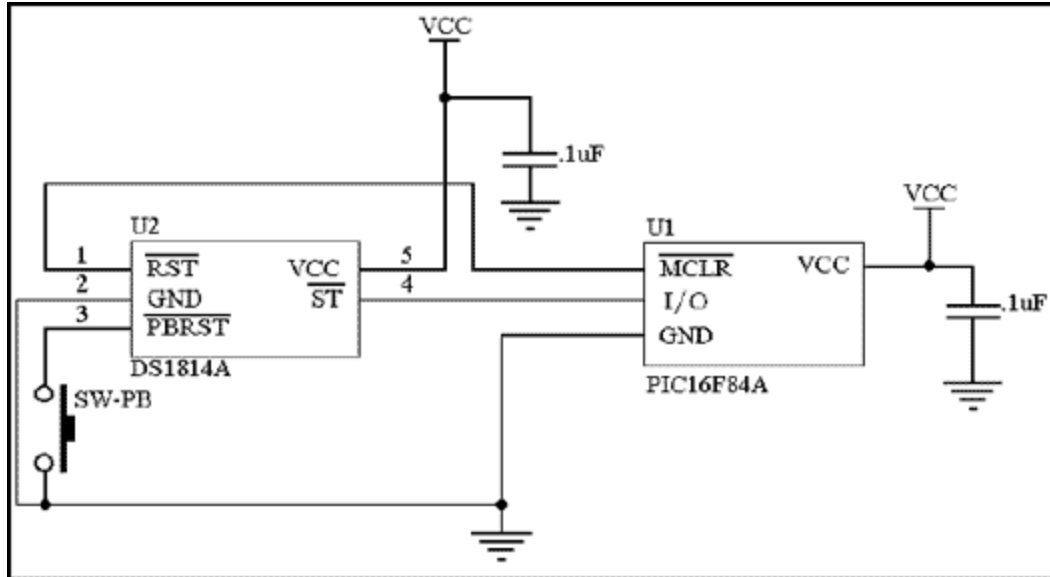 VCC
.1uF
VCC
U2
U1
1
RST
VCC
5
MCLR
VCC
2
GND
ST
4
I/O
.1uF
3
PBRST
GND
DS1814A
PIC16F84A
SW-PB